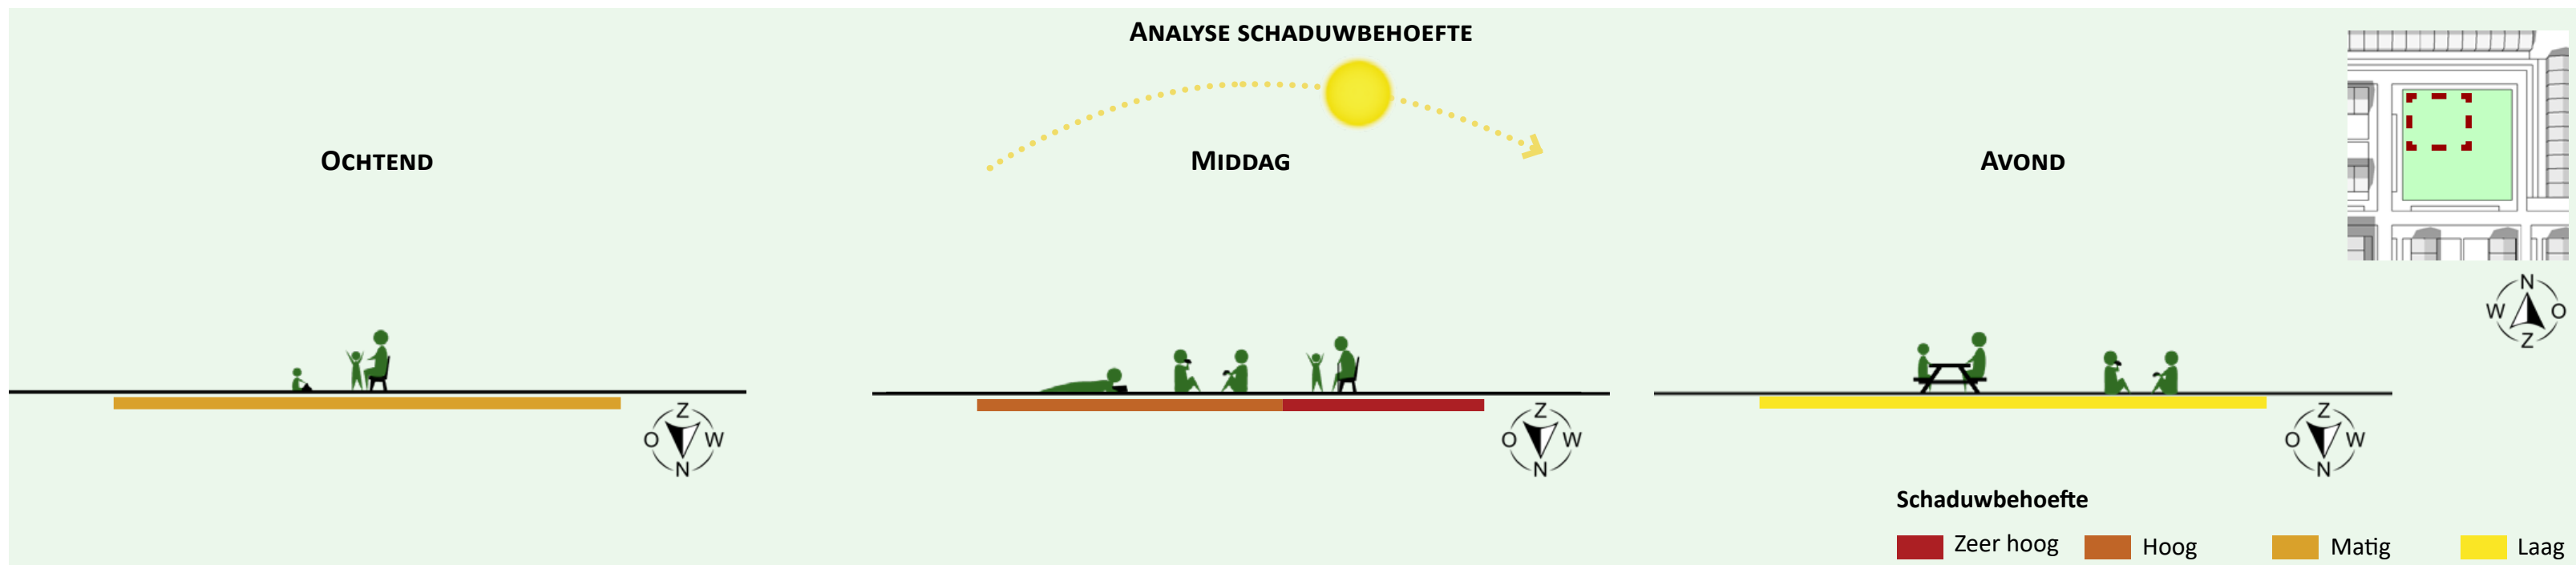 ANALYSE SCHADUWBEHOEFTE
OCHTEND
MIDDAG
AVOND
N
W O
Z
Z
O W
N
Z
O W
N
Z
O W
N
Schaduwbehoefte
Zeer hoog Hoog Matig Laag